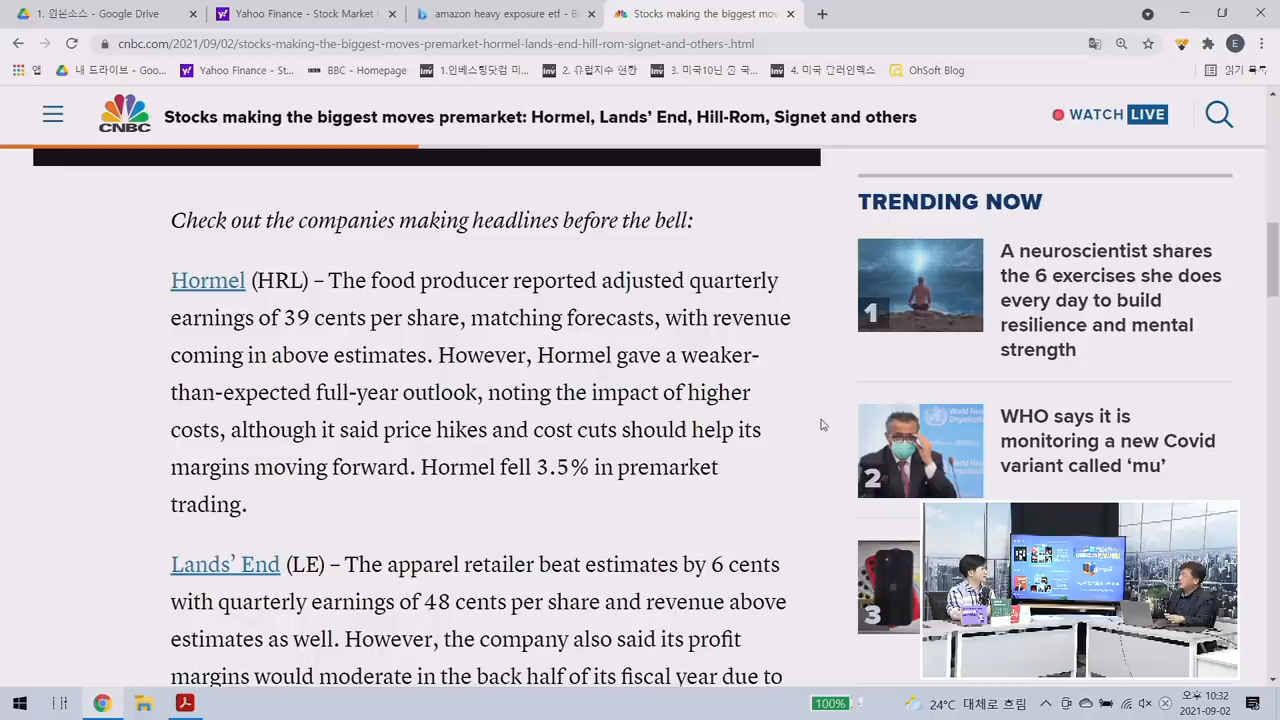 1. 윈본소스 - Google Drive
Yahoo Finance - Stock Market
amazon heavy exposure etf - B
Stocks making the biggest mov
cnbc.com/2021/09/02/stocks-making-the-biggest-moves-premarket-hormel-lands-end-hill-rom-signet-and-others-.html
앱
내 드라이브 - Goo...
Yahoo Finance - St...
BBC - Homepage
1.인베스팅닷컴 미...
2. 유럽지수 현황
3. 미국10년 문 국...
4. 미국 달러인덱스
OhSoft Blog
읽기 목록
CNBC
Stocks making the biggest moves premarket: Hormel, Lands’ End, Hill-Rom, Signet and others
WATCH LIVE
Check out the companies making headlines before the bell:
Hormel (HRL) – The food producer reported adjusted quarterly
earnings of 39 cents per share, matching forecasts, with revenue
coming in above estimates. However, Hormel gave a weaker-
than-expected full-year outlook, noting the impact of higher
costs, although it said price hikes and cost cuts should help its
margins moving forward. Hormel fell 3.5% in premarket
trading.
Lands’ End (LE) – The apparel retailer beat estimates by 6 cents
with quarterly earnings of 48 cents per share and revenue above
estimates as well. However, the company also said its profit
margins would moderate in the back half of its fiscal year due to
TRENDING NOW
1
A neuroscientist shares
the 6 exercises she does
every day to build
resilience and mental
strength
2
WHO says it is
monitoring a new Covid
variant called ‘mu’
3
100%
24°C 대체로 흐림
오후 10:32
2021-09-02